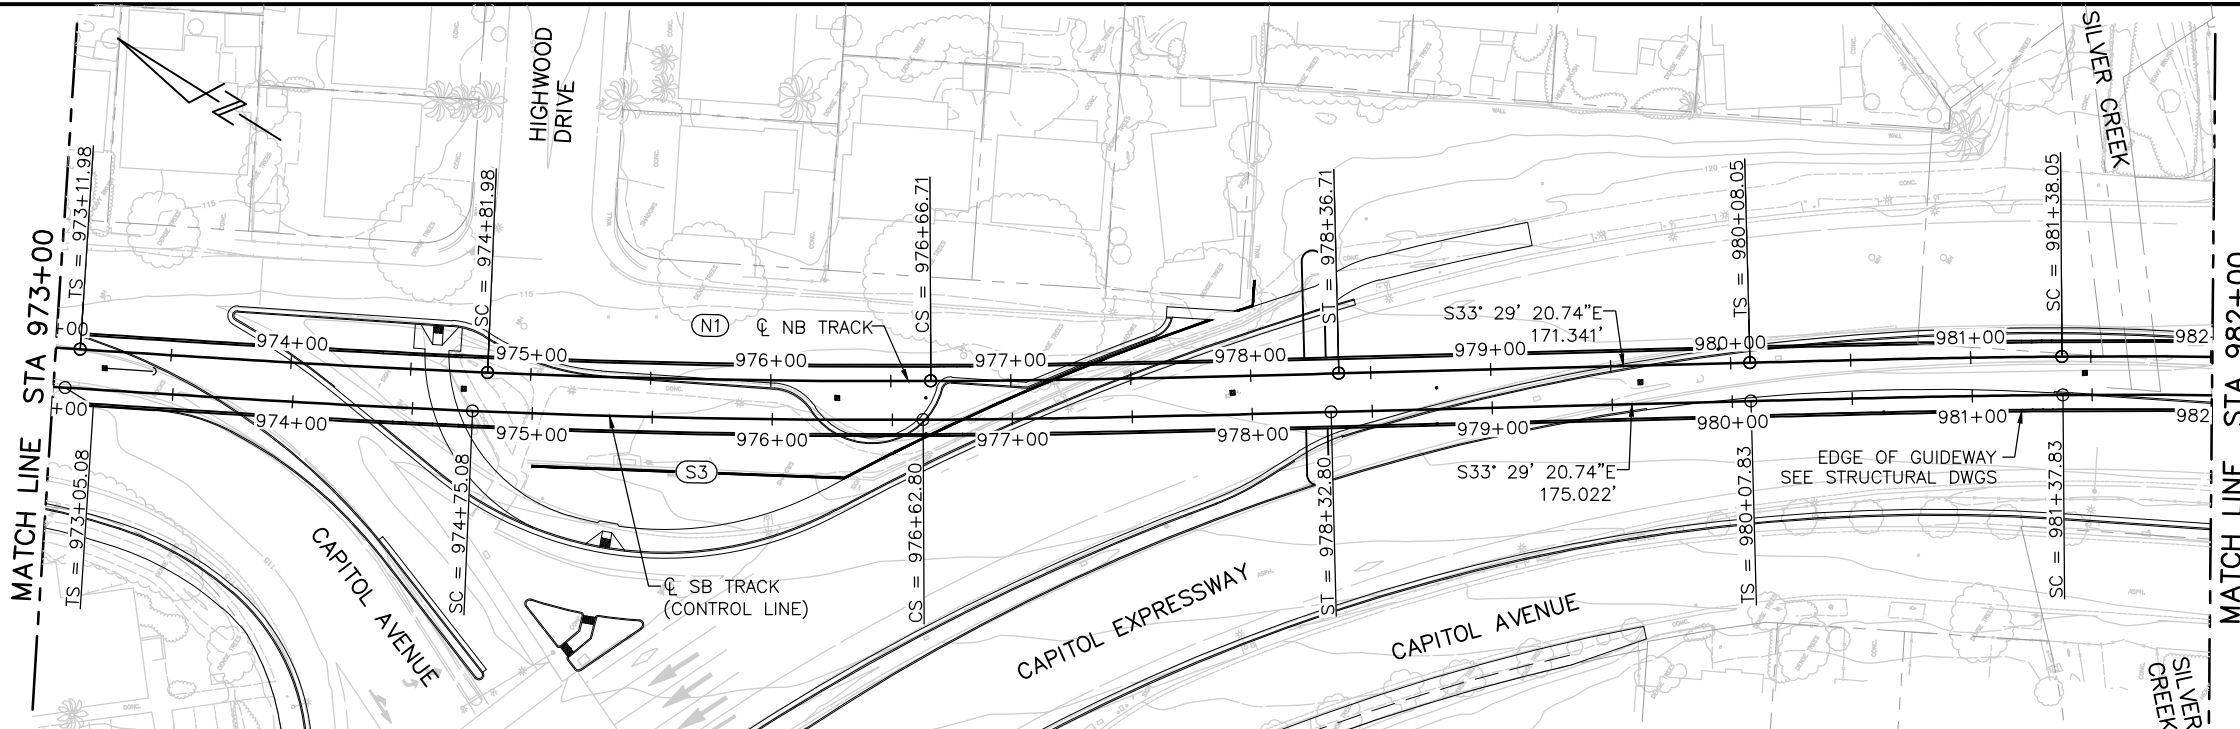 MATCH LINE STA 973+00
TS = 973+11.98
HIGHWOOD
DRIVE
SC = 974+81.98
CS = 976+66.71
ST = 978+36.71
TS = 980+08.05
SC = 981+38.05
SILVER CREEK
MATCH LINE STA 982+00
N
115
115
115
120
N1
℄ NB TRACK
S33° 29' 20.74"E
171.341'
+00
974+00
975+00
976+00
977+00
978+00
979+00
980+00
981+00
982
+00
974+00
975+00
976+00
977+00
978+00
979+00
980+00
981+00
982
S3
S33° 29' 20.74"E
175.022'
EDGE OF GUIDEWAY
SEE STRUCTURAL DWGS
TS = 973+05.08
SC = 974+75.08
CS = 976+62.80
ST = 978+32.80
TS = 980+07.83
SC = 981+37.83
CAPITOL AVENUE
℄ SB TRACK
(CONTROL LINE)
CAPITOL EXPRESSWAY
CAPITOL AVENUE
SILVER
CREEK